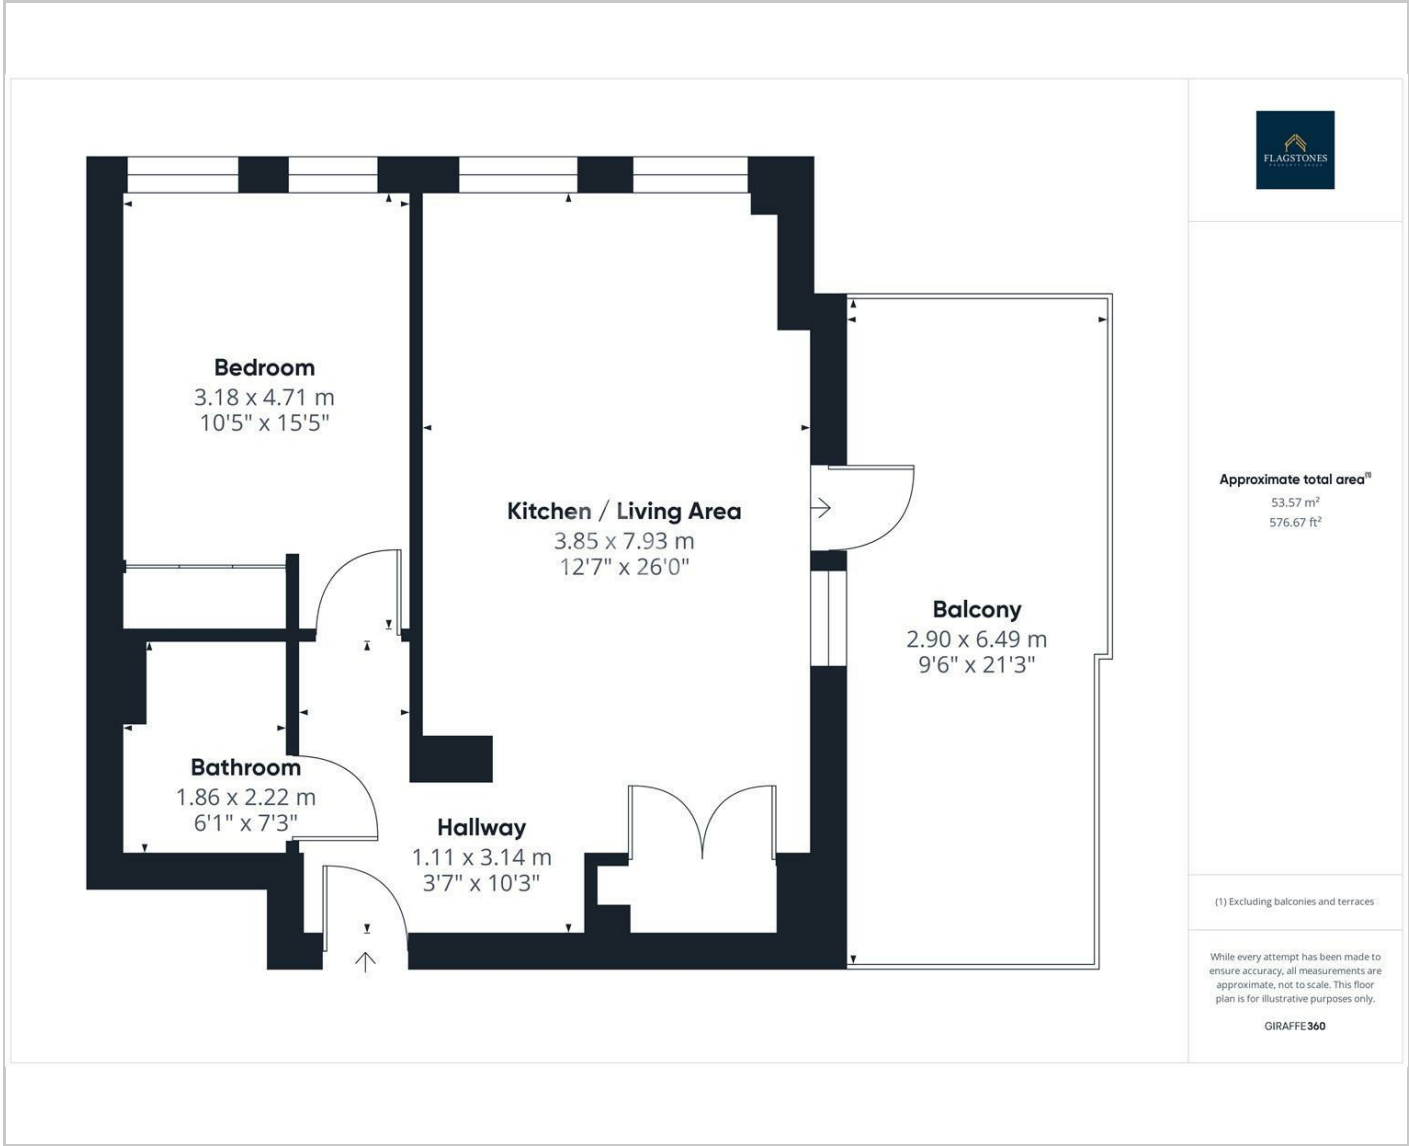 FLAGSTONES
PROPERTY GROUP
Bedroom
3.18 x 4.71 m
10'5" x 15'5"
Kitchen / Living Area
3.85 x 7.93 m
12'7" x 26'0"
Balcony
2.90 x 6.49 m
9'6" x 21'3"
Bathroom
1.86 x 2.22 m
6'1" x 7'3"
Hallway
1.11 x 3.14 m
3'7" x 10'3"
Approximate total area(1)
53.57 m²
576.67 ft²
(1) Excluding balconies and terraces
While every attempt has been made to
ensure accuracy, all measurements are
approximate, not to scale. This floor
plan is for illustrative purposes only.
GIRAFFE360